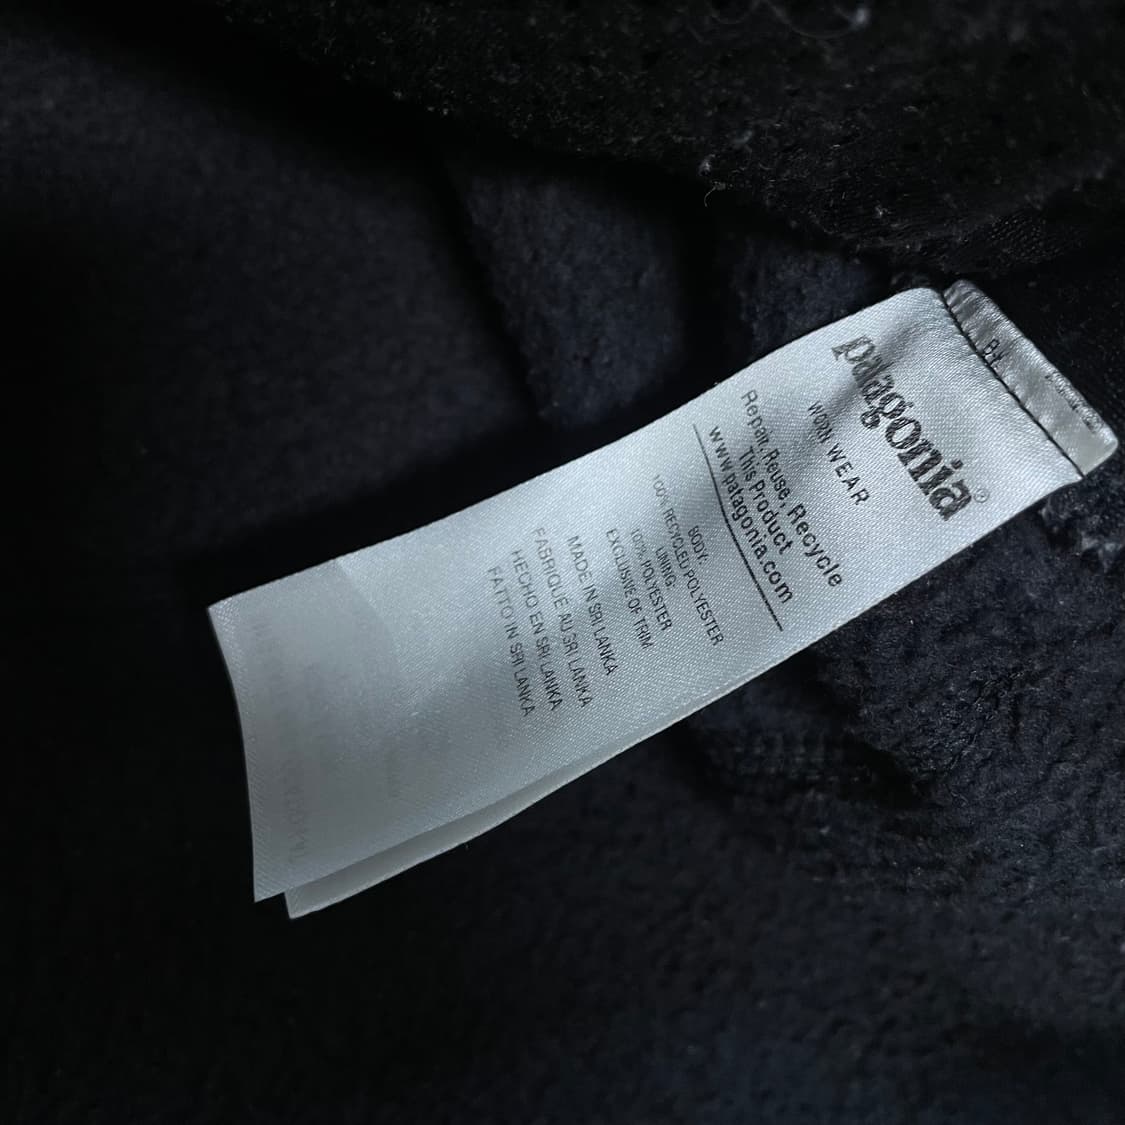 patagonia®
WORN WEAR
Repair, Reuse, Recycle
This Product
www.patagonia.com
BODY:
100% RECYCLED POLYESTER
LINING:
100% POLYESTER
EXCLUSIVE OF TRIM
MADE IN SRI LANKA
FABRIQUÉ AU SRI LANKA
HECHO EN SRI LANKA
FATTO IN SRI LANKA